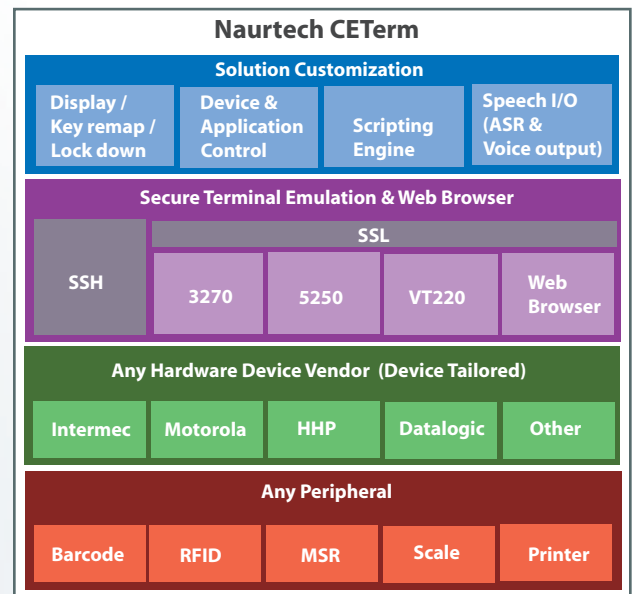 Naurtech CETerm
Solution Customization
Display /
Key remap /
Lock down
Device &
Application
Control
Scripting
Engine
Speech I/O
(ASR &
Voice output)
Secure Terminal Emulation & Web Browser
SSH
SSL
3270
5250
VT220
Web
Browser
Any Hardware Device Vendor (Device Tailored)
Intermec
Motorola
HHP
Datalogic
Other
Any Peripheral
Barcode
RFID
MSR
Scale
Printer